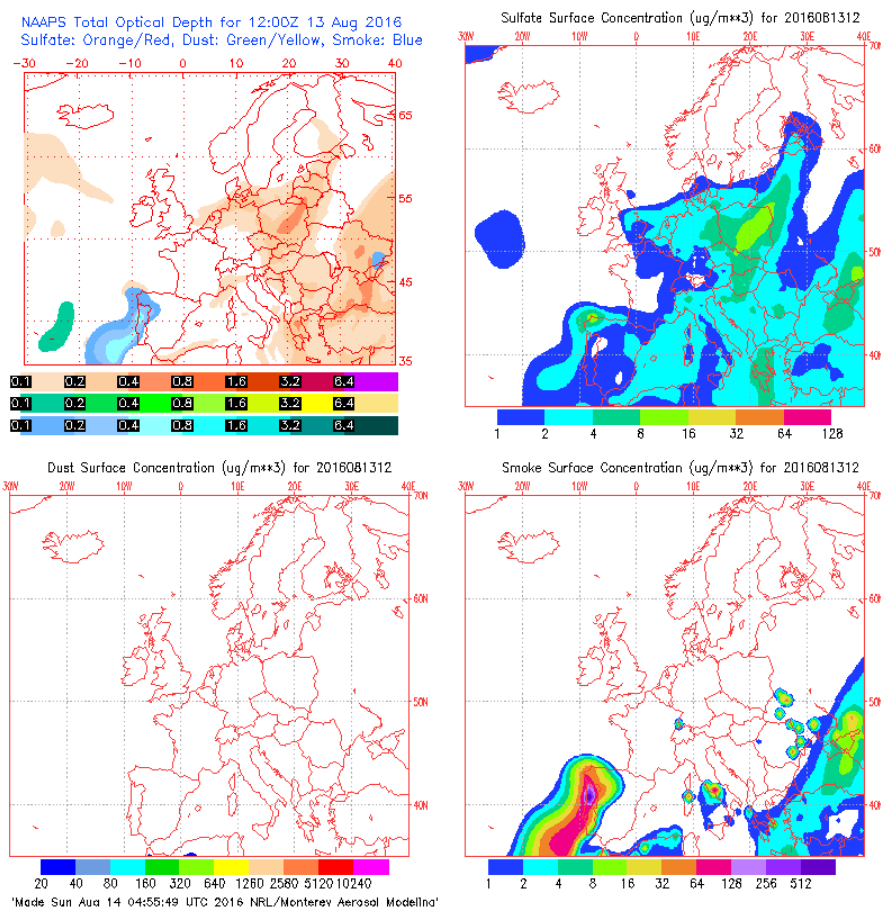 NAAPS Total Optical Depth for 12:00Z 13 Aug 2016
Sulfate: Orange/Red, Dust: Green/Yellow, Smoke: Blue
-30 -20 -10 0 10 20 30 40
65
55
45
35
0.1 0.2 0.4 0.8 1.6 3.2 6.4
0.1 0.2 0.4 0.8 1.6 3.2 6.4
0.1 0.2 0.4 0.8 1.6 3.2 6.4
Sulfate Surface Concentration (ug/m**3) for 2016081312
30W 20W 10W 0 10E 20E 30E 40E
70N
60N
50N
40N
1 2 4 8 16 32 64 128
Dust Surface Concentration (ug/m**3) for 2016081312
30W 20W 10W 0 10E 20E 30E 40E
70N
60N
50N
40N
20 40 80 160 320 640 1280 2580 5120 10240
Smoke Surface Concentration (ug/m**3) for 2016081312
30W 20W 10W 0 10E 20E 30E 40E
70N
60N
50N
40N
1 2 4 8 16 32 64 128 256 512
'Made Sun Aug 14 04:55:49 UTC 2016 NRL/Monterey Aerosol Modeling'